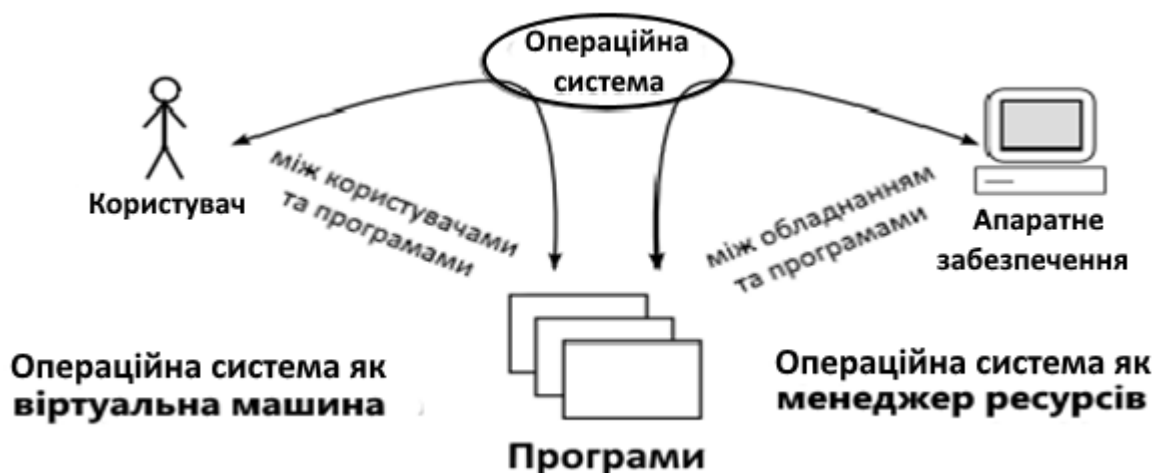 Операційна
система
Користувач
між користувачами
та програмами
між обладнанням
та програмами
Апаратне
забезпечення
Операційна система як
віртуальна машина
Операційна система як
менеджер ресурсів
Програми